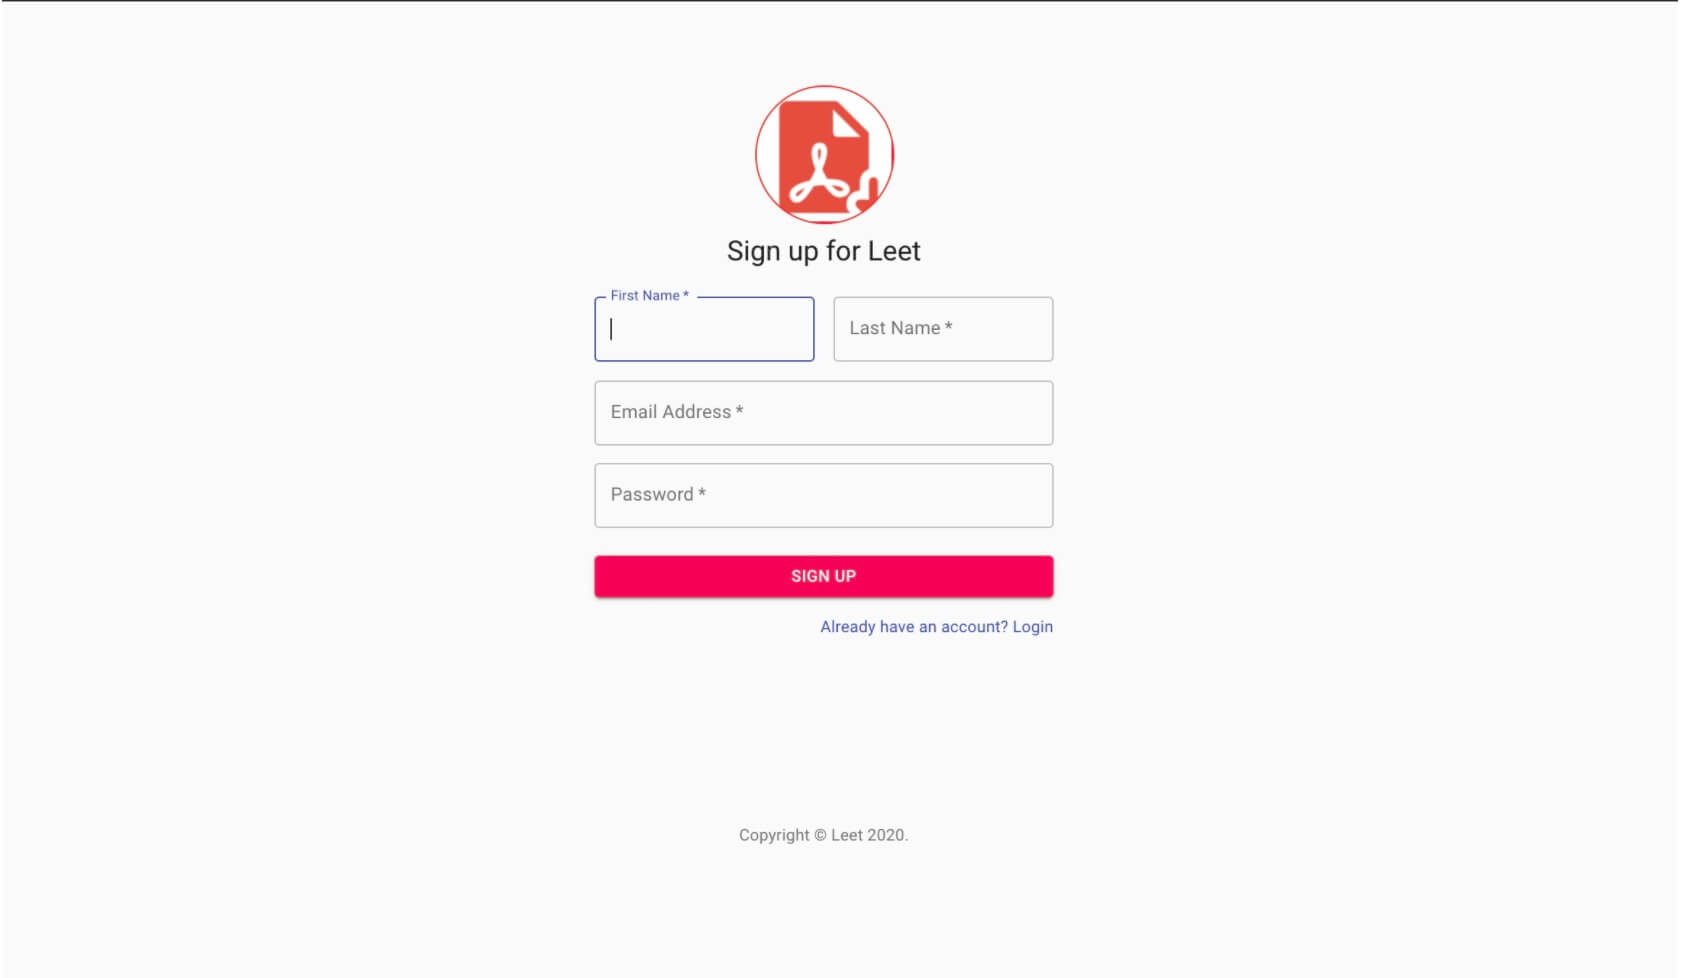 Sign up for Leet
First Name *
Last Name *
Email Address *
Password *
SIGN UP
Already have an account? Login
Copyright © Leet 2020.